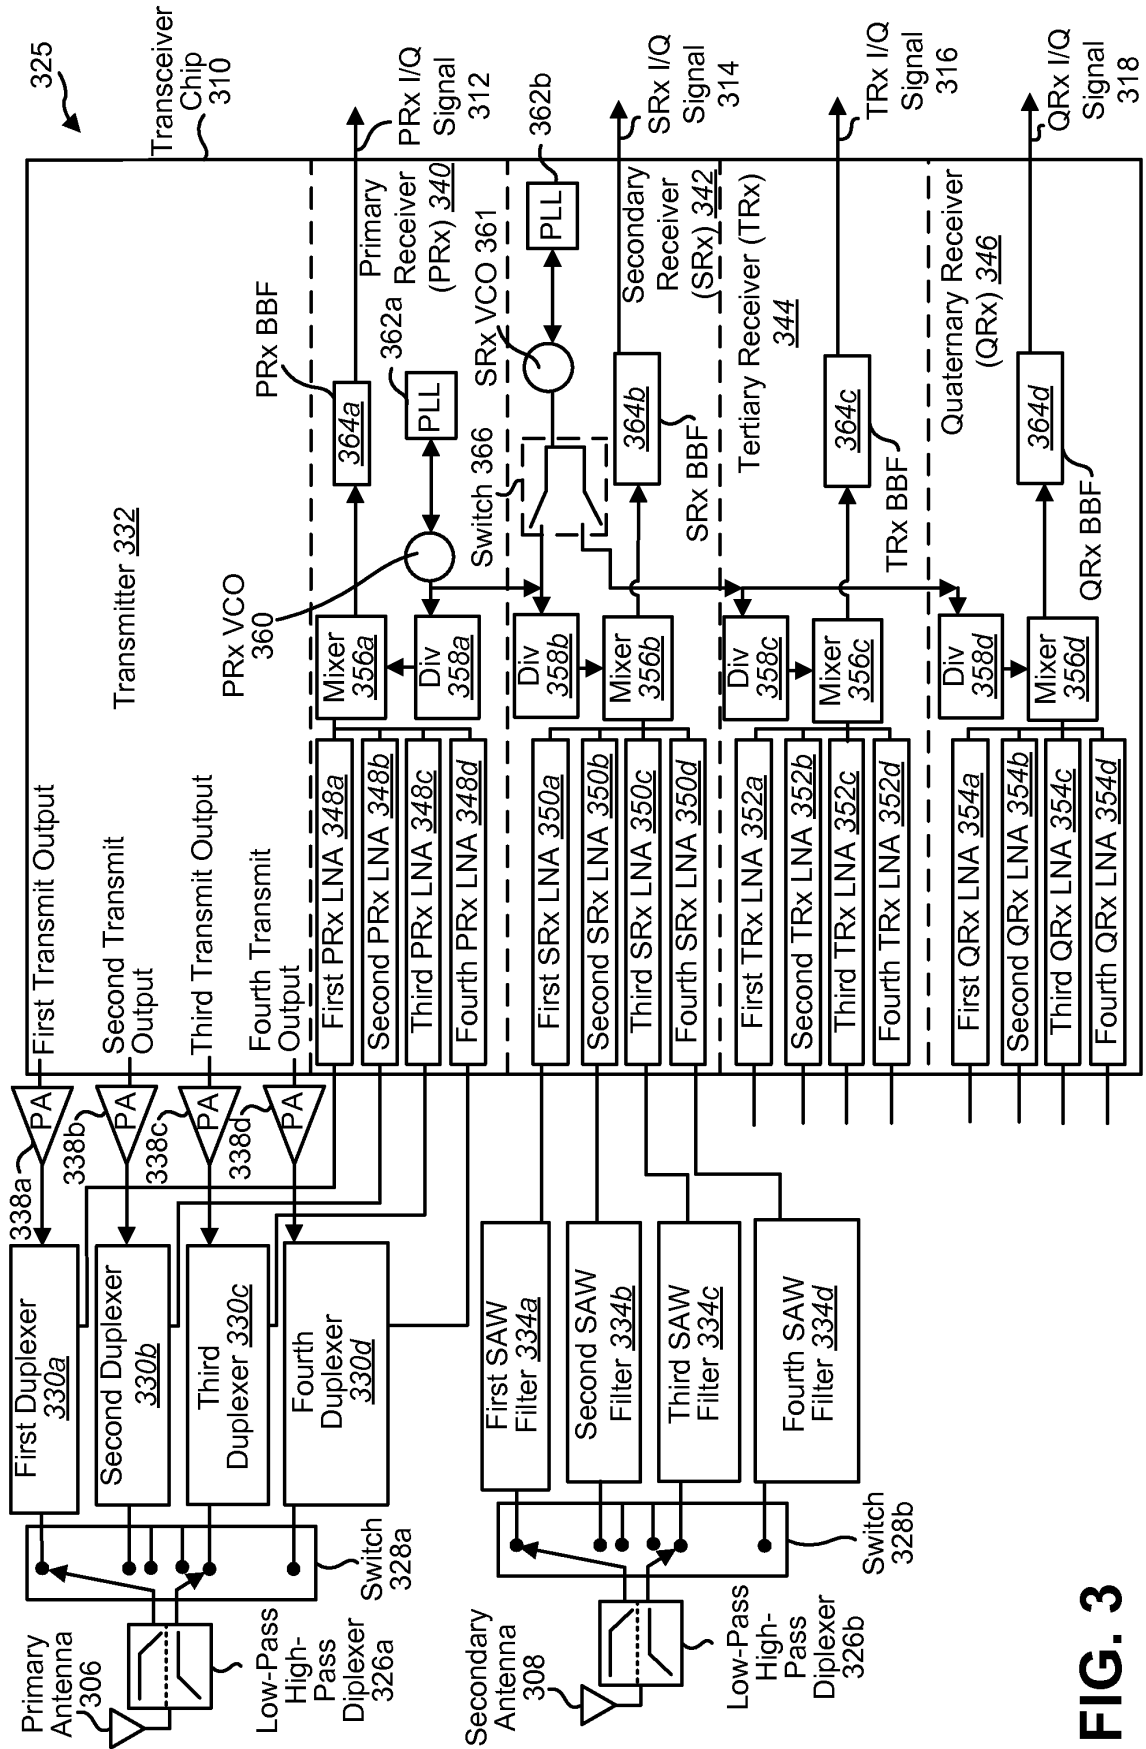 325
Transceiver
Chip
310
Transmitter 332
First Transmit Output
Second Transmit
Output
Third Transmit Output
Fourth Transmit
Output
PA
338a
PA
338b
PA
338c
PA
338d
First Duplexer
330a
Second Duplexer
330b
Third
Duplexer 330c
Fourth
Duplexer
330d
Switch
328a
Primary
Antenna
306
Low-Pass
High-
Pass
Diplexer
326a
First PRx LNA 348a
Second PRx LNA 348b
Third PRx LNA 348c
Fourth PRx LNA 348d
Mixer
356a
Div
358a
PRx VCO
360
PLL
362a
364a
PRx BBF
Primary
Receiver
(PRx) 340
PRx I/Q
Signal
312
First SAW
Filter 334a
Second SAW
Filter 334b
Third SAW
Filter 334c
Fourth SAW
Filter 334d
Switch
328b
Secondary
Antenna
308
Low-Pass
High-
Pass
Diplexer
326b
First SRx LNA 350a
Second SRx LNA 350b
Third SRx LNA 350c
Fourth SRx LNA 350d
Div
358b
Mixer
356b
Switch 366
SRx VCO 361
PLL
362b
364b
SRx BBF
Secondary
Receiver
(SRx) 342
SRx I/Q
Signal
314
First TRx LNA 352a
Second TRx LNA 352b
Third TRx LNA 352c
Fourth TRx LNA 352d
Div
358c
Mixer
356c
364c
TRx BBF
Tertiary Receiver (TRx)
344
TRx I/Q
Signal
316
First QRx LNA 354a
Second QRx LNA 354b
Third QRx LNA 354c
Fourth QRx LNA 354d
Div
358d
Mixer
356d
364d
QRx BBF
Quaternary Receiver
(QRx) 346
QRx I/Q
Signal
318
FIG. 3